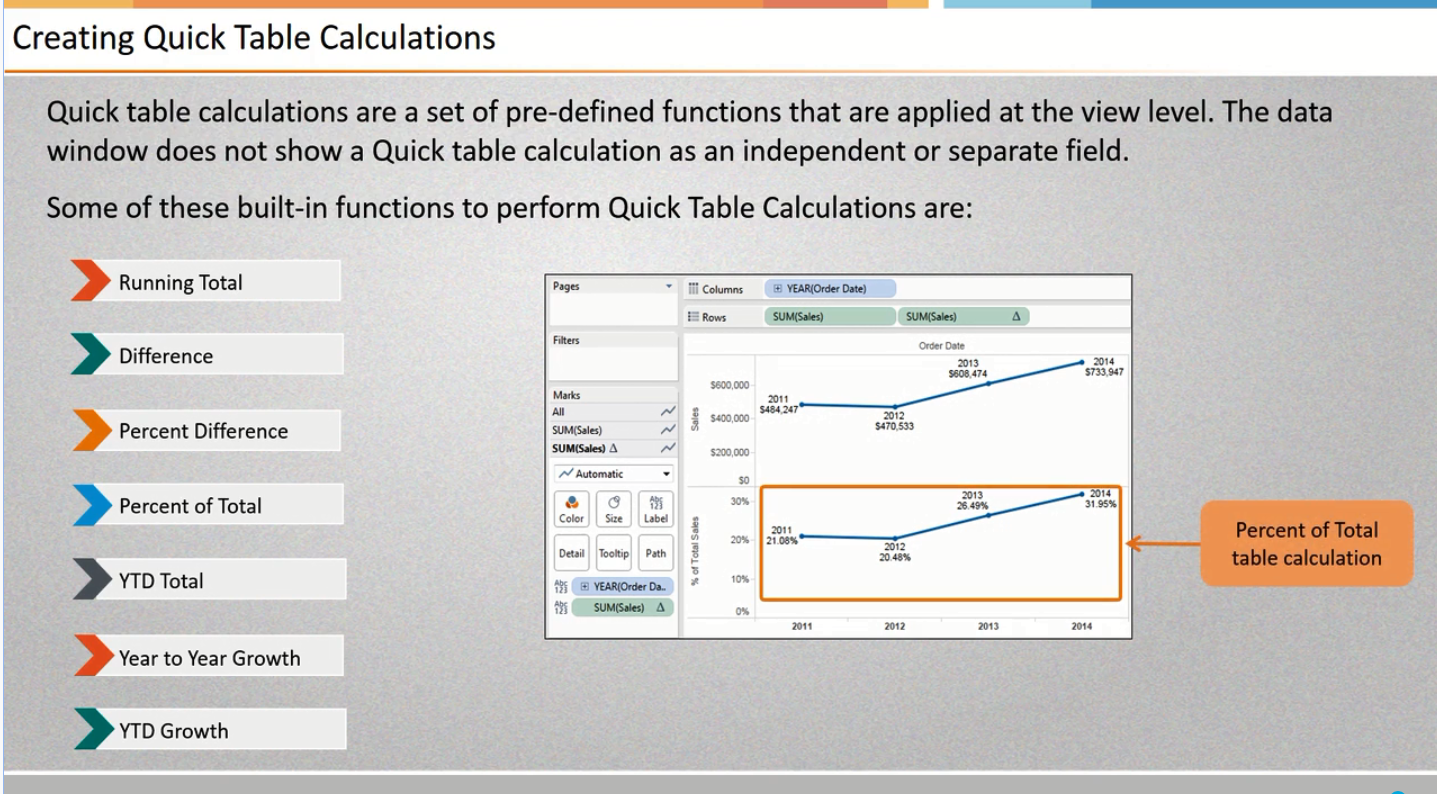 Creating Quick Table Calculations
Quick table calculations are a set of pre-defined functions that are applied at the view level. The data
window does not show a Quick table calculation as an independent or separate field.
Some of these built-in functions to perform Quick Table Calculations are:
Running Total
Difference
Percent Difference
Percent of Total
YTD Total
Year to Year Growth
YTD Growth
Pages
Filters
Marks
All
SUM(Sales)
SUM(Sales) Δ
Automatic
Color
Size
Abc
123
Label
Detail
Tooltip
Path
Abc
123
YEAR(Order Da..
Abc
123
SUM(Sales) Δ
Columns
YEAR(Order Date)
Rows
SUM(Sales)
SUM(Sales) Δ
Order Date
Sales
$600,000
$400,000
$200,000
$0
2011
$484,247
2012
$470,533
2013
$608,474
2014
$733,947
% of Total Sales
30%
20%
10%
0%
2011
21.08%
2012
20.48%
2013
26.49%
2014
31.95%
2011
2012
2013
2014
Percent of Total
table calculation